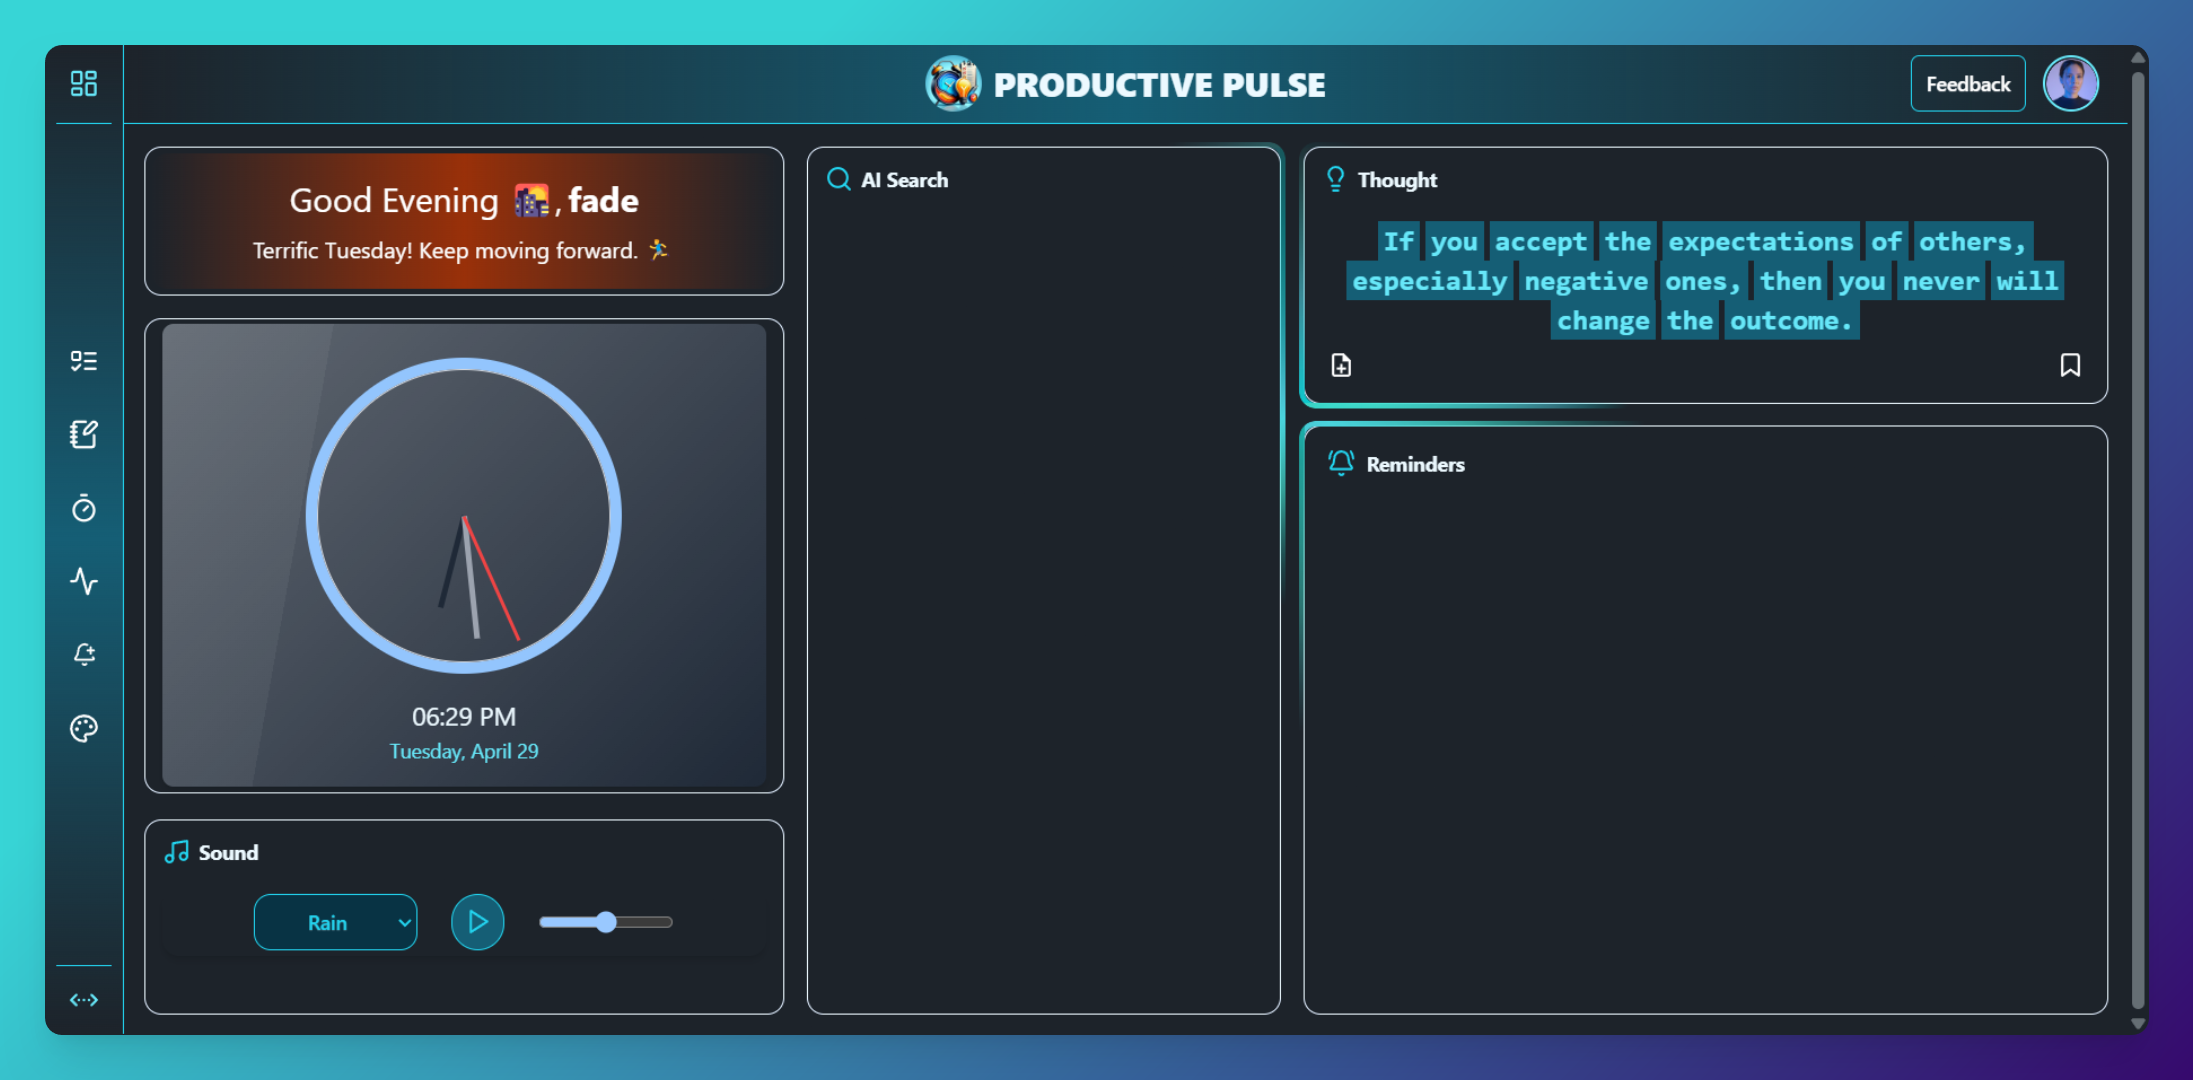 PRODUCTIVE PULSE
Feedback
Good Evening 🌇, fade
Terrific Tuesday! Keep moving forward. 🏃
06:29 PM
Tuesday, April 29
Sound
Rain
AI Search
Thought
If you accept the expectations of others,
especially negative ones, then you never will
change the outcome.
Reminders